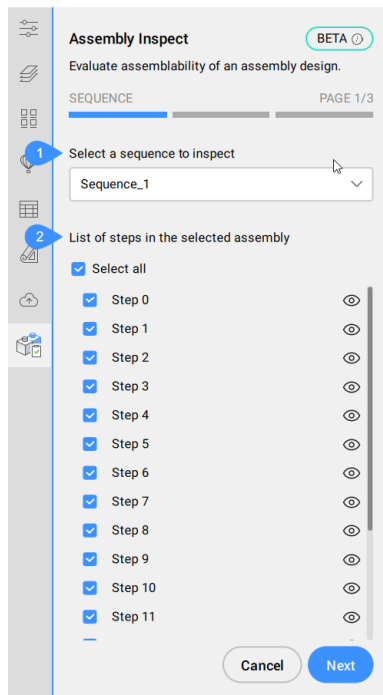 Assembly Inspect
BETA
Evaluate assemblability of an assembly design.
SEQUENCE PAGE 1/3
1 Select a sequence to inspect
Sequence_1
2 List of steps in the selected assembly
Select all
Step 0
Step 1
Step 2
Step 3
Step 4
Step 5
Step 6
Step 7
Step 8
Step 9
Step 10
Step 11
Cancel Next